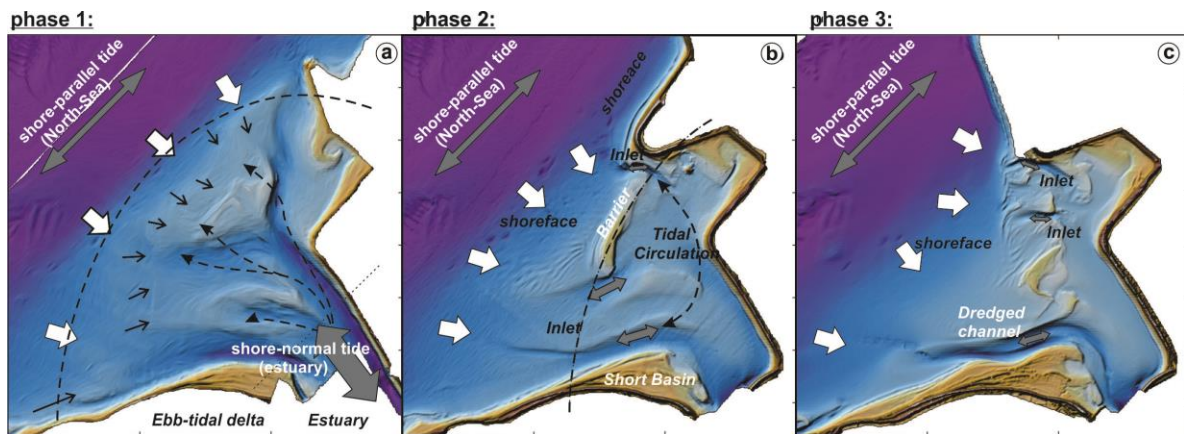 phase 1:
phase 2:
phase 3:
a
shore-parallel tide
(North-Sea)
shore-normal tide
(estuary)
Ebb-tidal delta
Estuary
b
shore-parallel tide
(North-Sea)
shoreace
Inlet
shoreface
Barrier
Tidal
Circulation
Inlet
Short Basin
c
shore-parallel tide
(North-Sea)
Inlet
Inlet
shoreface
Dredged
channel